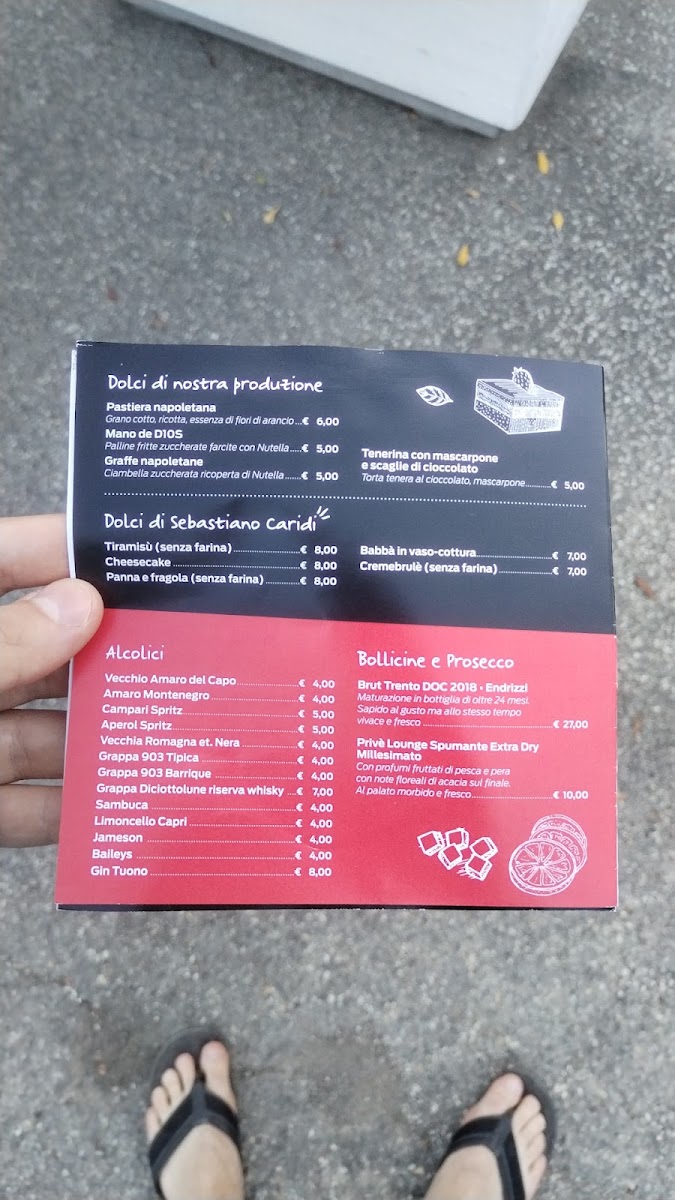 Dolci di nostra produzione
Pastiera napoletana
Grano cotto, ricotta, essenza di fiori di arancio...€ 6,00
Mano de D10S
Palline fritte zuccherate farcite con Nutella.....€ 5,00
Graffe napoletane
Ciambella zuccherata ricoperta di Nutella......€ 5,00
Tenerina con mascarpone
e scaglie di cioccolato
Torta tenera al cioccolato, mascarpone............€ 5,00
Dolci di Sebastiano Caridi
Tiramisù (senza farina)................€ 8,00
Cheesecake................€ 8,00
Panna e fragola (senza farina).........€ 8,00
Babbà in vaso-cottura................€ 7,00
Cremebrulè (senza farina)............€ 7,00
Alcolici
Vecchio Amaro del Capo................€ 4,00
Amaro Montenegro................€ 4,00
Campari Spritz................€ 5,00
Aperol Spritz................€ 5,00
Vecchia Romagna et. Nera............€ 4,00
Grappa 903 Tipica................€ 4,00
Grappa 903 Barrique................€ 4,00
Grappa Diciottolune riserva whisky...€ 7,00
Sambuca................€ 4,00
Limoncello Capri................€ 4,00
Jameson................€ 4,00
Baileys................€ 4,00
Gin Tuono................€ 8,00
Bollicine e Prosecco
Brut Trento DOC 2018 • Endrizzi
Maturazione in bottiglia di oltre 24 mesi.
Sapido al gusto ma allo stesso tempo
vivace e fresco................€ 27,00
Privè Lounge Spumante Extra Dry
Millesimato
Con profumi fruttati di pesca e pera
con note floreali di acacia sul finale.
Al palato morbido e fresco................€ 10,00